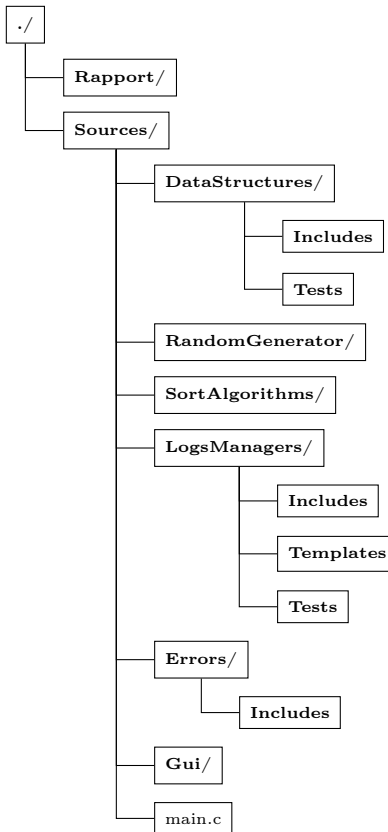 ./
Rapport/
Sources/
DataStructures/
Includes
Tests
RandomGenerator/
SortAlgorithms/
LogsManagers/
Includes
Templates
Tests
Errors/
Includes
Gui/
main.c